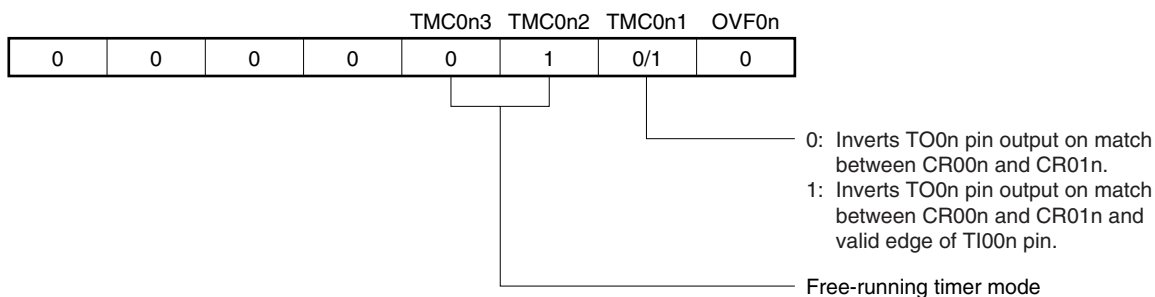 TMC0n3 TMC0n2 TMC0n1 OVF0n
0 0 0 0 0 1 0/1 0
0: Inverts TO0n pin output on match
between CR00n and CR01n.
1: Inverts TO0n pin output on match
between CR00n and CR01n and
valid edge of TI00n pin.
Free-running timer mode